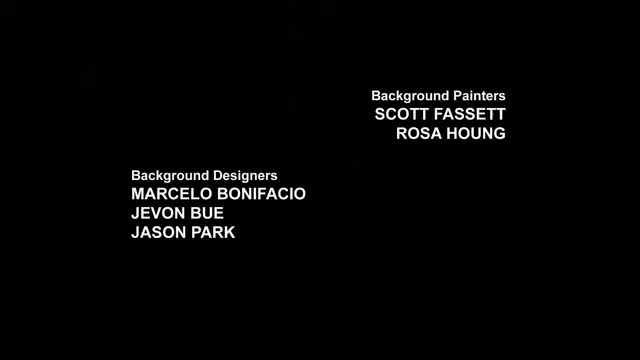 Background Painters
SCOTT FASSETT
ROSA HOUNG
Background Designers
MARCELO BONIFACIO
JEVON BUE
JASON PARK